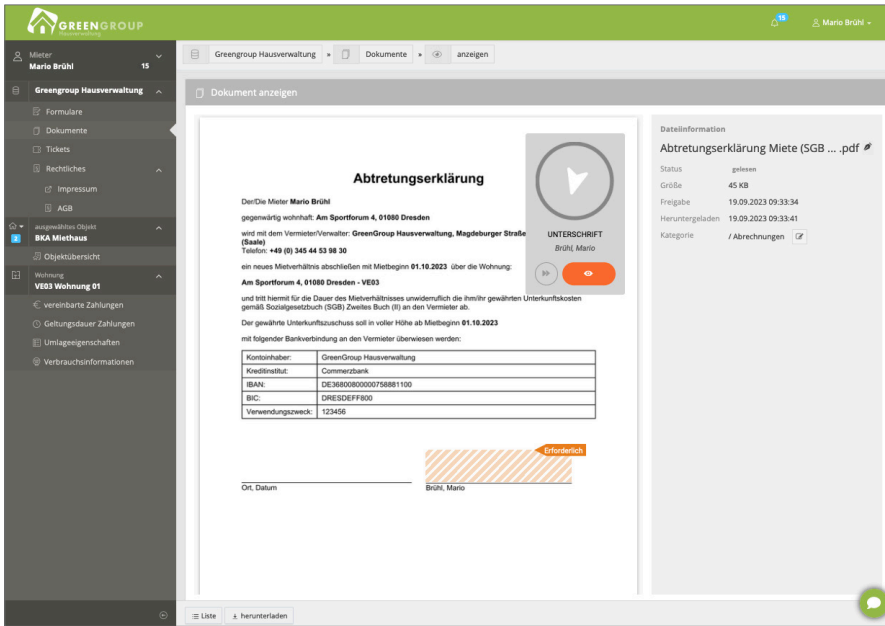 GREENGROUP
Hausverwaltung
15
Mario Brühl
Mieter
Mario Brühl
15
Greengroup Hausverwaltung
Formulare
Dokumente
Tickets
Rechtliches
Impressum
AGB
ausgewähltes Objekt
2
BKA Miethaus
Objektübersicht
Wohnung
VE03 Wohnung 01
vereinbarte Zahlungen
Geltungsdauer Zahlungen
Umlageeigenschaften
Verbrauchsinformationen
Greengroup Hausverwaltung » Dokumente » anzeigen
Dokument anzeigen
Abtretungserklärung
Der/Die Mieter Mario Brühl
gegenwärtig wohnhaft: Am Sportforum 4, 01080 Dresden
wird mit dem Vermieter/Verwalter: GreenGroup Hausverwaltung, Magdeburger Straße
(Saale)
Telefon: +49 (0) 345 44 53 98 30
ein neues Mietverhältnis abschließen mit Mietbeginn 01.10.2023 über die Wohnung:
Am Sportforum 4, 01080 Dresden - VE03
und tritt hiermit für die Dauer des Mietverhältnisses unwiderruflich die ihm/ihr gewährten Unterkunftskosten
gemäß Sozialgesetzbuch (SGB) Zweites Buch (II) an den Vermieter ab.
Der gewährte Unterkunftszuschuss soll in voller Höhe ab Mietbeginn 01.10.2023
mit folgender Bankverbindung an den Vermieter überwiesen werden:
Kontoinhaber: GreenGroup Hausverwaltung
Kreditinstitut: Commerzbank
IBAN: DE36800800000758881100
BIC: DRESDEFF800
Verwendungszweck: 123456
Erforderlich
Ort, Datum
Brühl, Mario
UNTERSCHRIFT
Brühl, Mario
Dateiinformation
Abtretungserklärung Miete (SGB ... .pdf
Status gelesen
Größe 45 KB
Freigabe 19.09.2023 09:33:34
Heruntergeladen 19.09.2023 09:33:41
Kategorie / Abrechnungen
Liste
herunterladen